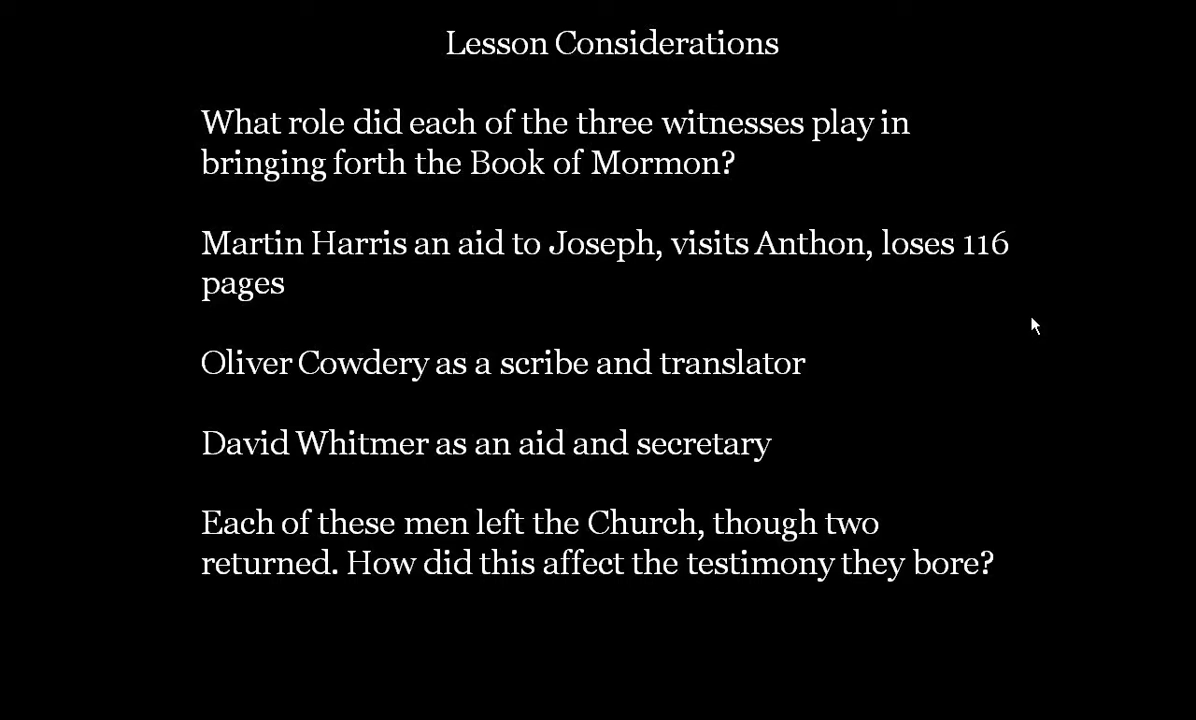 Lesson Considerations
What role did each of the three witnesses play in
bringing forth the Book of Mormon?
Martin Harris an aid to Joseph, visits Anthon, loses 116
pages
Oliver Cowdery as a scribe and translator
David Whitmer as an aid and secretary
Each of these men left the Church, though two
returned. How did this affect the testimony they bore?